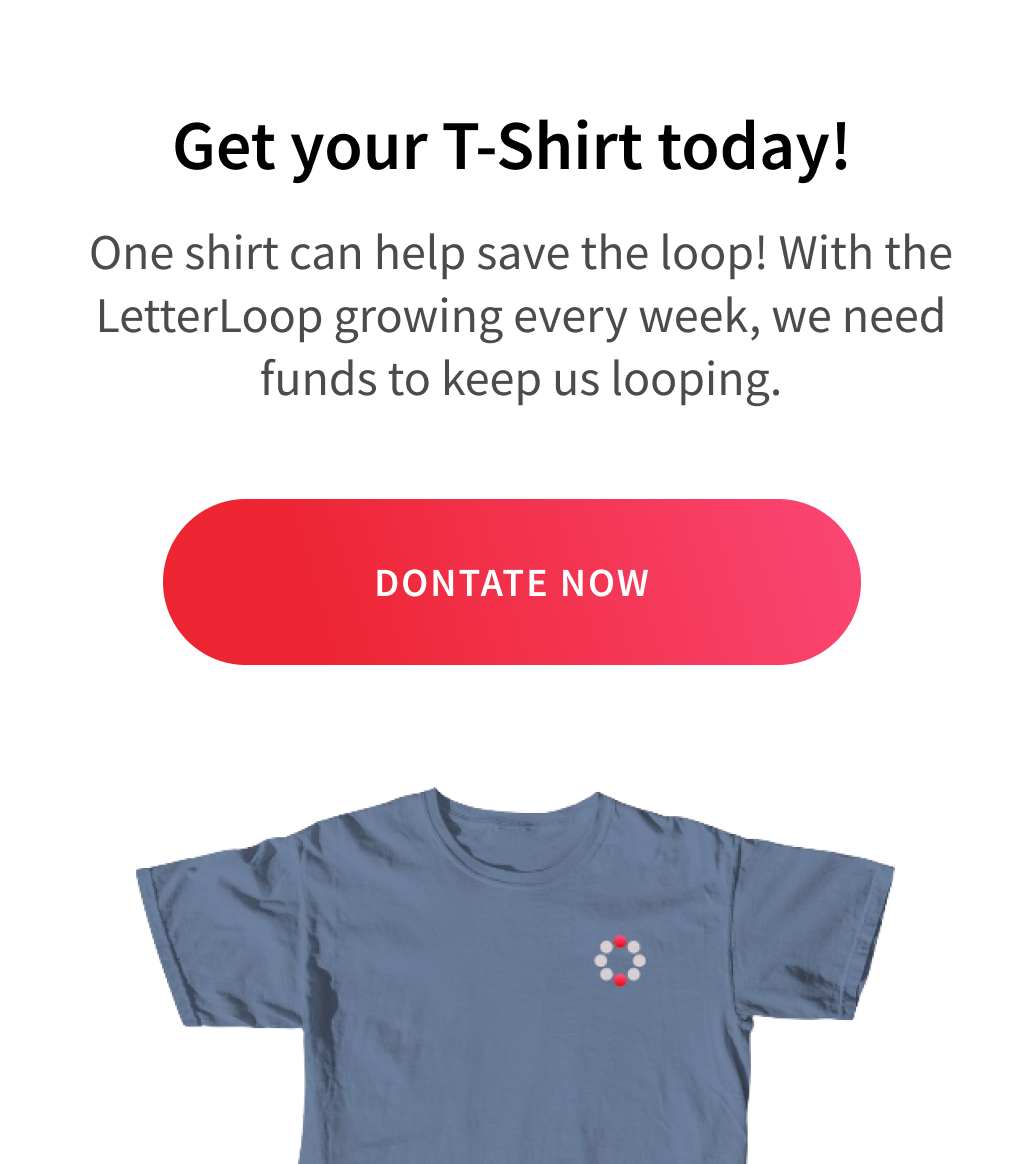 Get your T-Shirt today!
One shirt can help save the loop! With the
LetterLoop growing every week, we need
funds to keep us looping.
DONTATE NOW